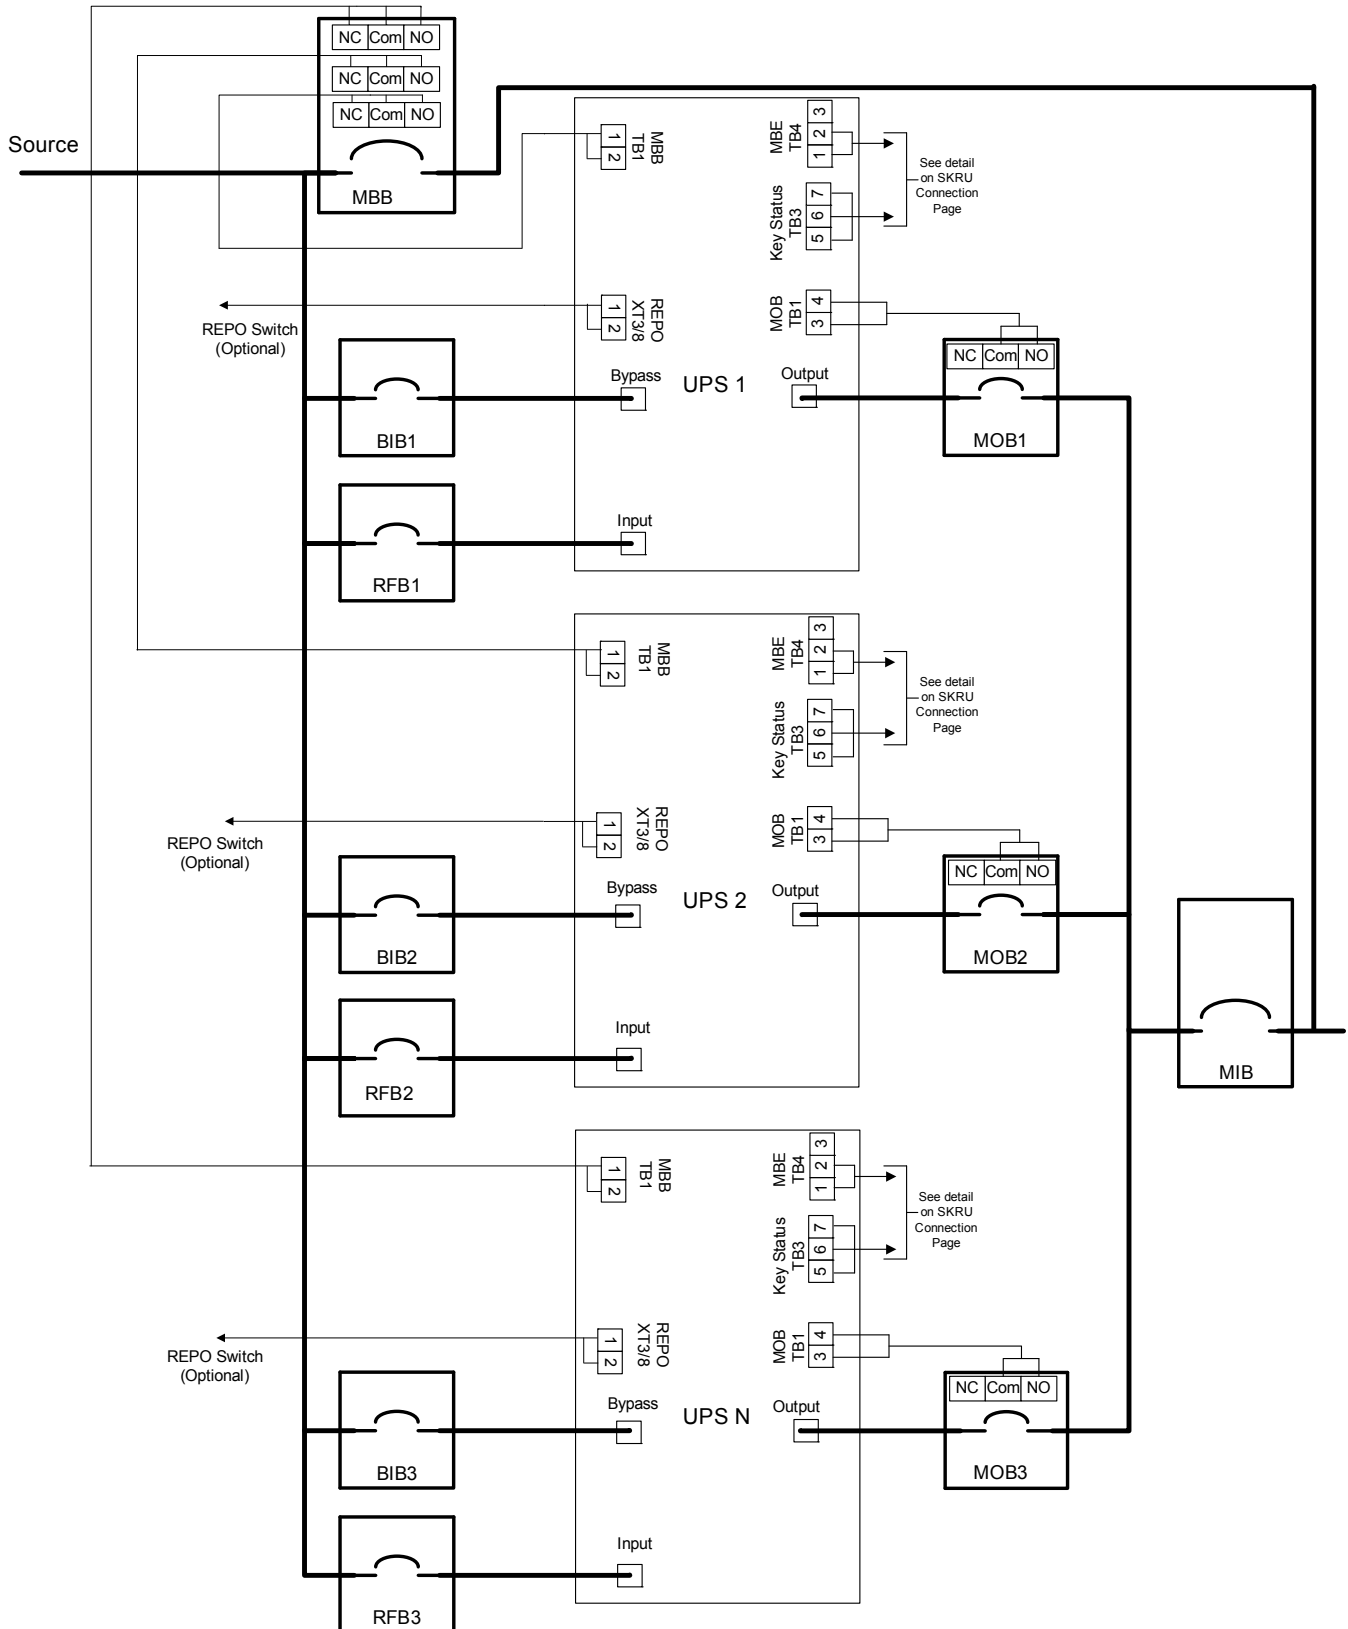 NC Com NO
NC Com NO
NC Com NO
Source
MBB
MBB
TB1
1
2
MBE
TB4
3
2
1
See detail
on SKRU
Connection
Page
Key Status
TB3
7
6
5
REPO
XT3/8
1
2
REPO Switch
(Optional)
MOB
TB1
4
3
NC Com NO
Bypass
UPS 1
Output
BIB1
MOB1
Input
RFB1
MBB
TB1
1
2
MBE
TB4
3
2
1
See detail
on SKRU
Connection
Page
Key Status
TB3
7
6
5
REPO
XT3/8
1
2
REPO Switch
(Optional)
MOB
TB1
4
3
NC Com NO
Bypass
UPS 2
Output
BIB2
MOB2
Input
RFB2
MIB
MBB
TB1
1
2
MBE
TB4
3
2
1
See detail
on SKRU
Connection
Page
Key Status
TB3
7
6
5
REPO
XT3/8
1
2
REPO Switch
(Optional)
MOB
TB1
4
3
NC Com NO
Bypass
UPS N
Output
BIB3
MOB3
Input
RFB3